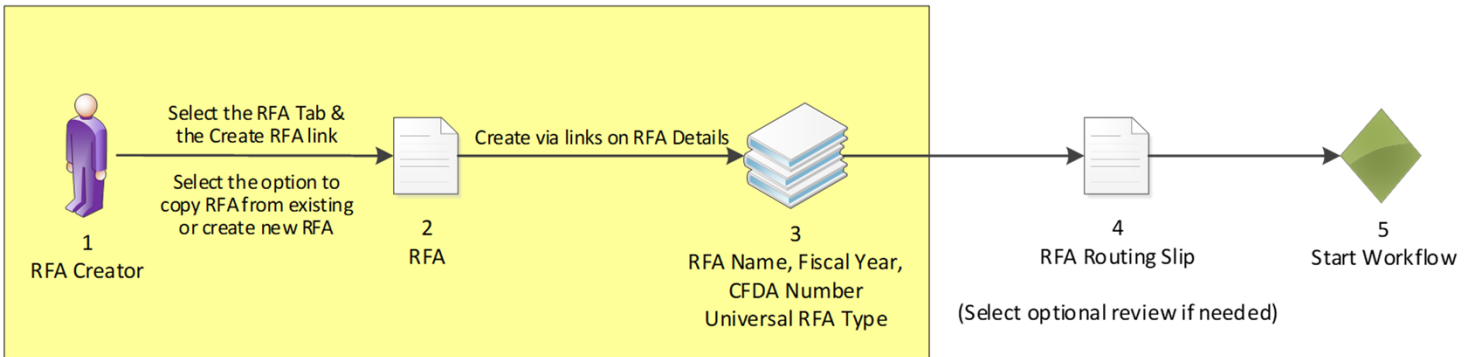 Select the RFA Tab &
the Create RFA link
Select the option to
copy RFA from existing
or create new RFA
1
RFA Creator
2
RFA
Create via links on RFA Details
3
RFA Name, Fiscal Year,
CFDA Number
Universal RFA Type
4
RFA Routing Slip
(Select optional review if needed)
5
Start Workflow